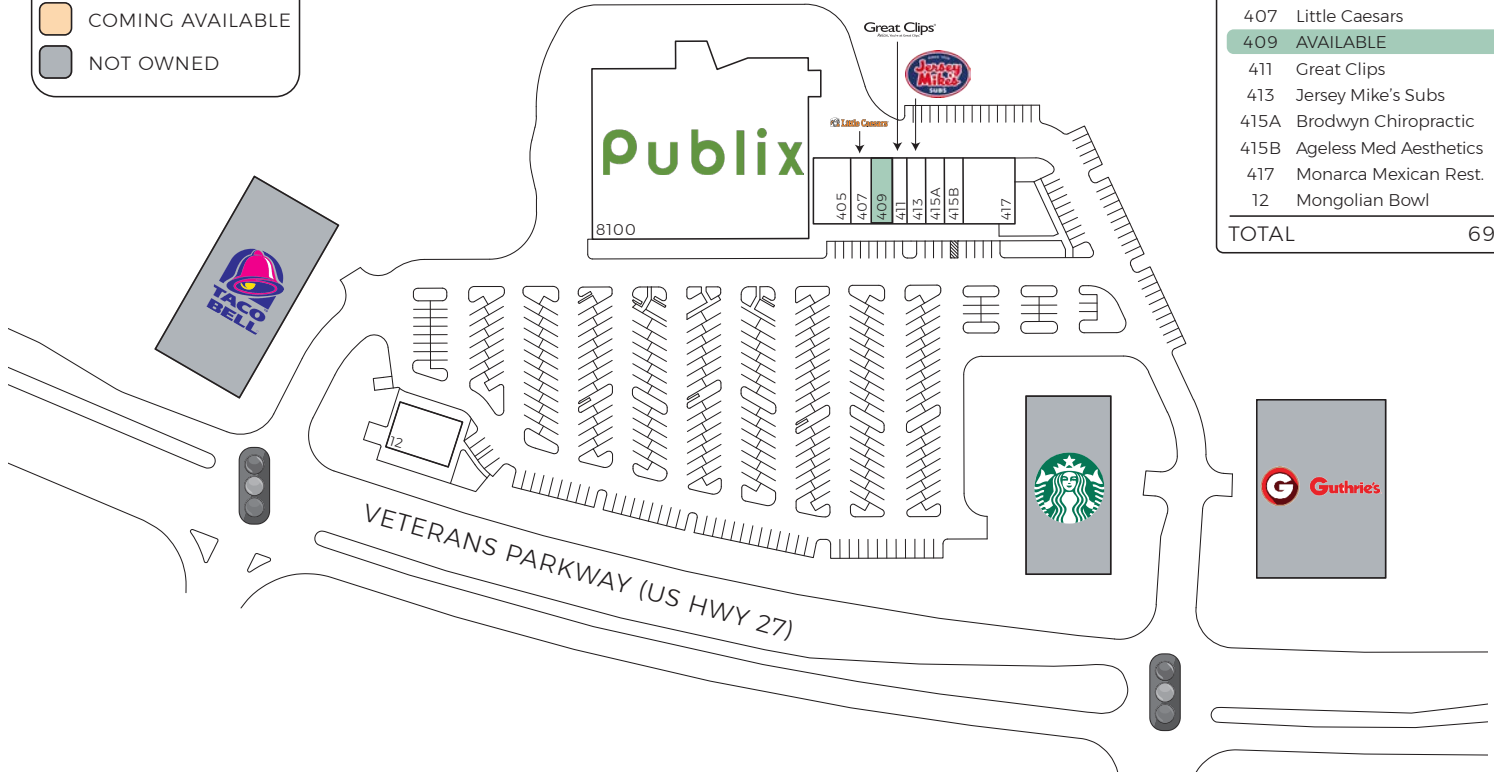 COMING AVAILABLE
NOT OWNED
407 Little Caesars
409 AVAILABLE
411 Great Clips
413 Jersey Mike's Subs
415A Brodwyn Chiropractic
415B Ageless Med Aesthetics
417 Monarca Mexican Rest.
12 Mongolian Bowl
TOTAL 69
Great Clips
Jersey Mike's
SUBS
Little Caesars
Publix
8100
405
407
409
411
413
415A
415B
417
TACO
BELL
12
G Guthrie's
VETERANS PARKWAY (US HWY 27)